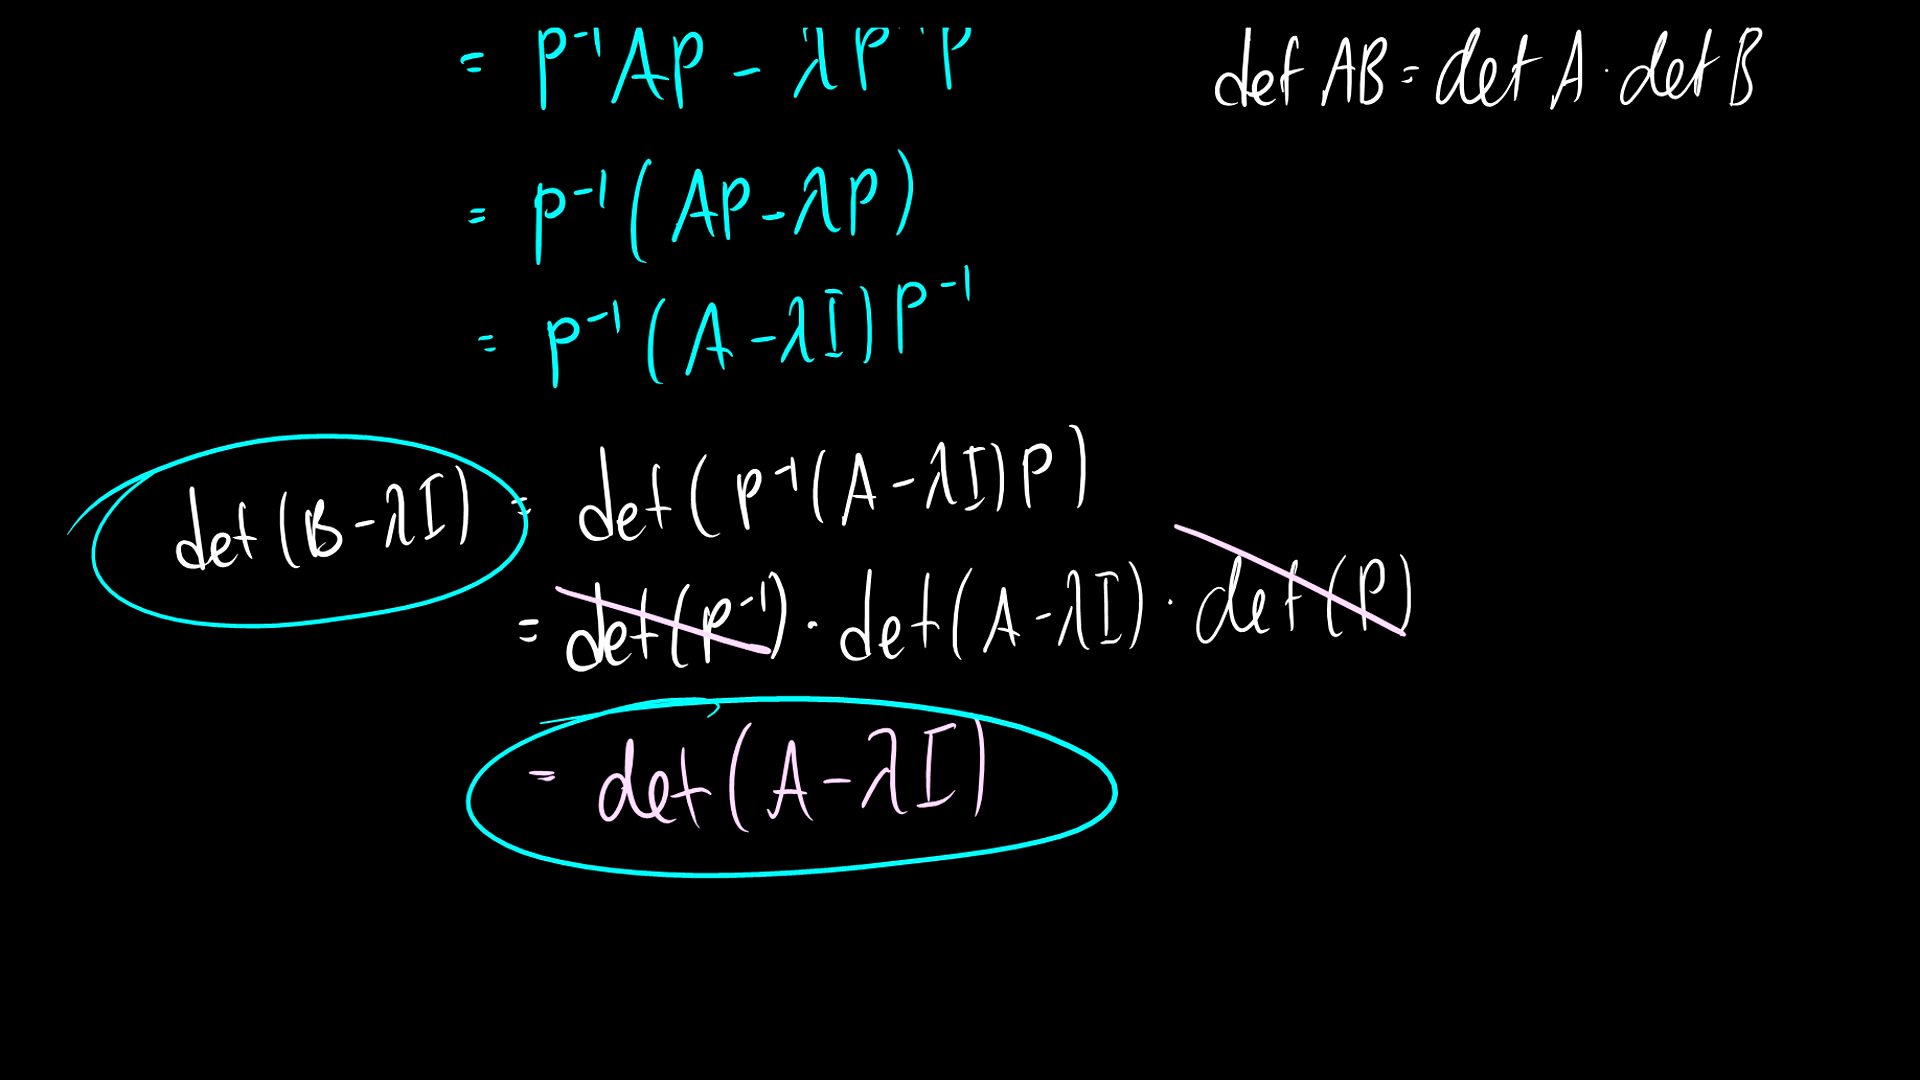 = P⁻¹AP - λP⁻¹P
det AB = det A · det B
= P⁻¹(AP - λP)
= P⁻¹(A - λI)P⁻¹
det(B - λI) = det(P⁻¹(A - λI)P)
= det(P⁻¹) · det(A - λI) · det(P)
= det(A - λI)